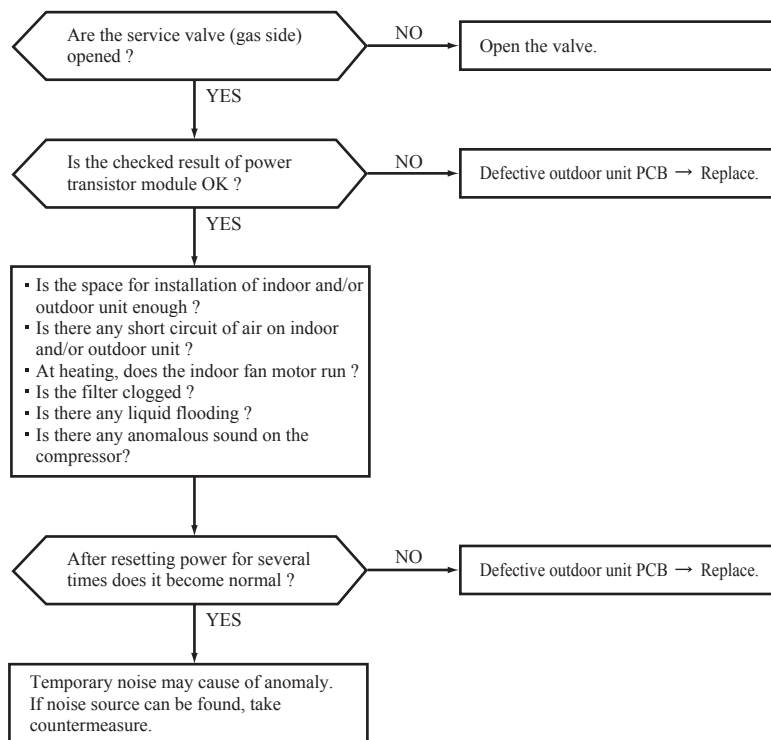 Are the service valve (gas side)
opened ?
NO
Open the valve.
YES
Is the checked result of power
transistor module OK ?
NO
Defective outdoor unit PCB → Replace.
YES
・Is the space for installation of indoor and/or
outdoor unit enough ?
・Is there any short circuit of air on indoor
and/or outdoor unit ?
・At heating, does the indoor fan motor run ?
・Is the filter clogged ?
・Is there any liquid flooding ?
・Is there any anomalous sound on the
compressor?
After resetting power for several
times does it become normal ?
NO
Defective outdoor unit PCB → Replace.
YES
Temporary noise may cause of anomaly.
If noise source can be found, take
countermeasure.